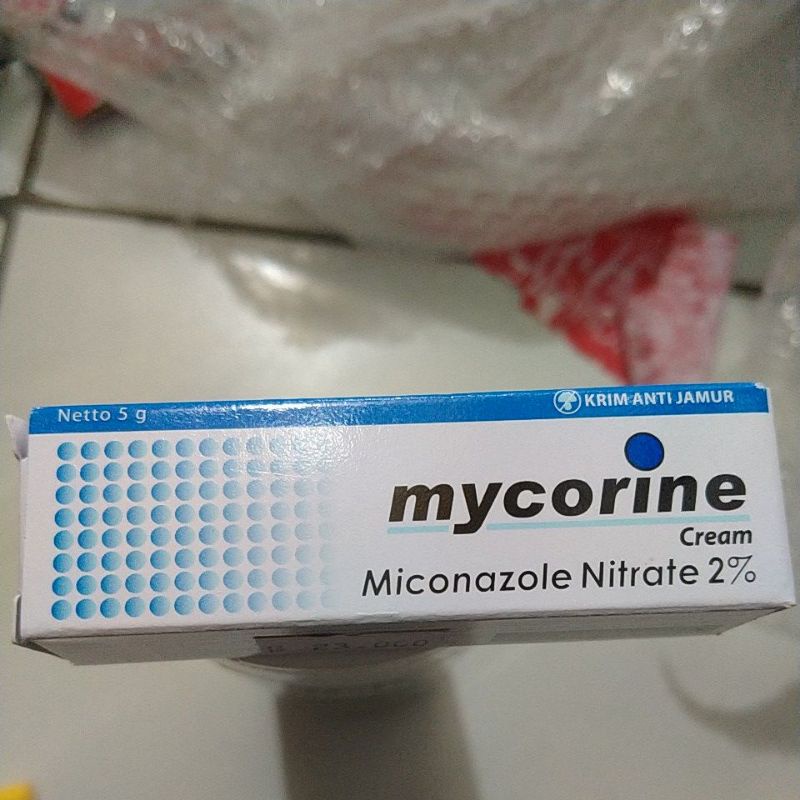 Netto 5 g
KRIM ANTI JAMUR
mycorine
Cream
Miconazole Nitrate 2%